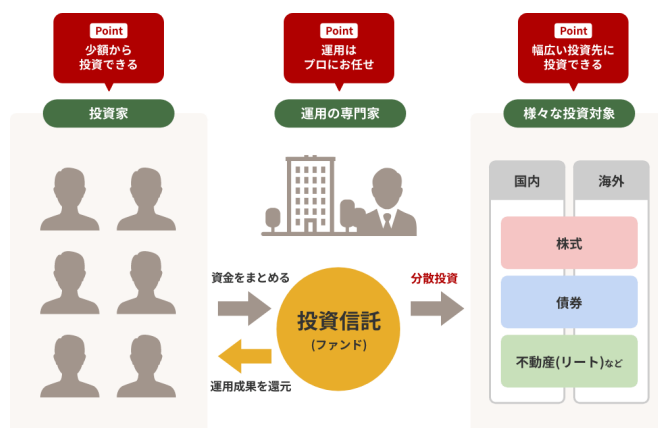 Point
少額から
投資できる
投資家
Point
運用は
プロにお任せ
運用の専門家
Point
幅広い投資先に
投資できる
様々な投資対象
資金をまとめる
投資信託
(ファンド)
運用成果を還元
分散投資
国内
海外
株式
債券
不動産(リート)など